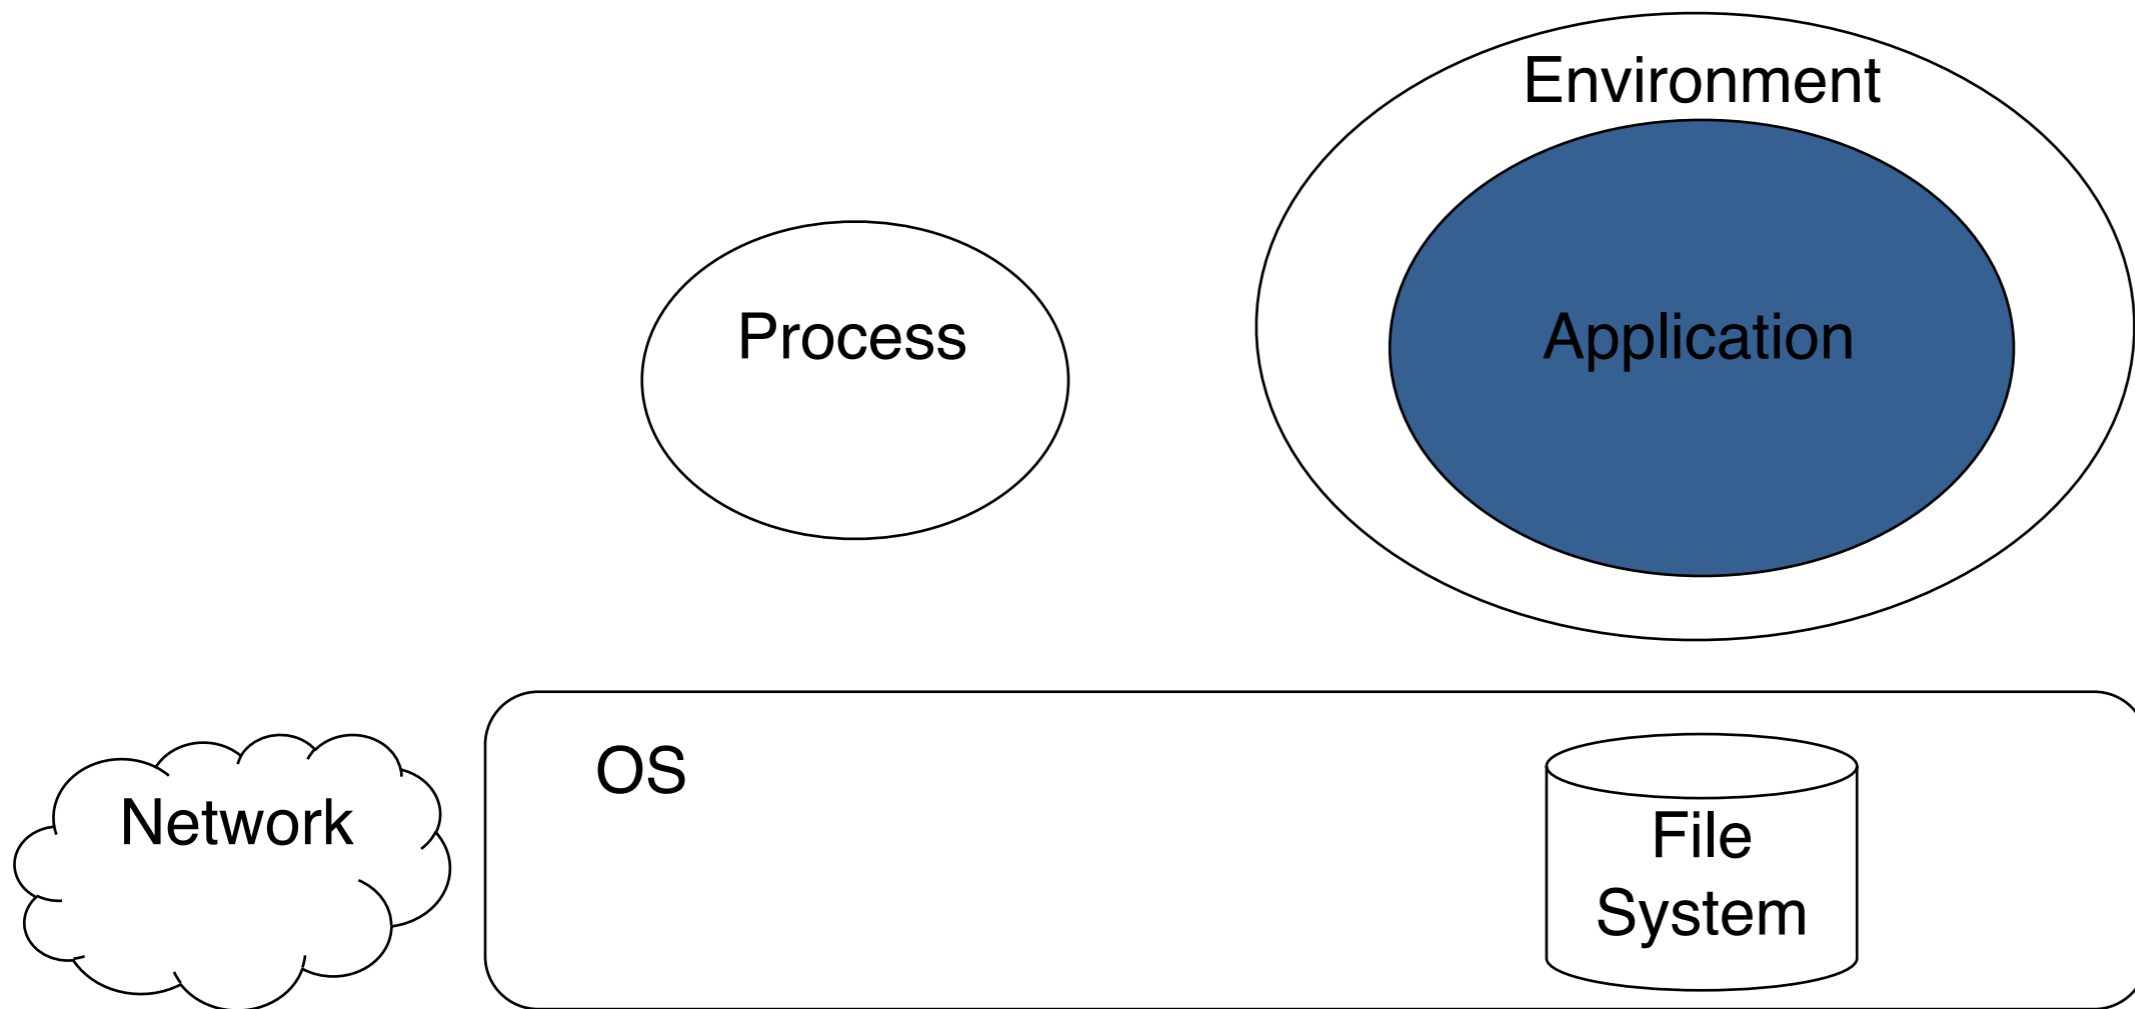 Environment
Process
Application
OS
Network
File
System